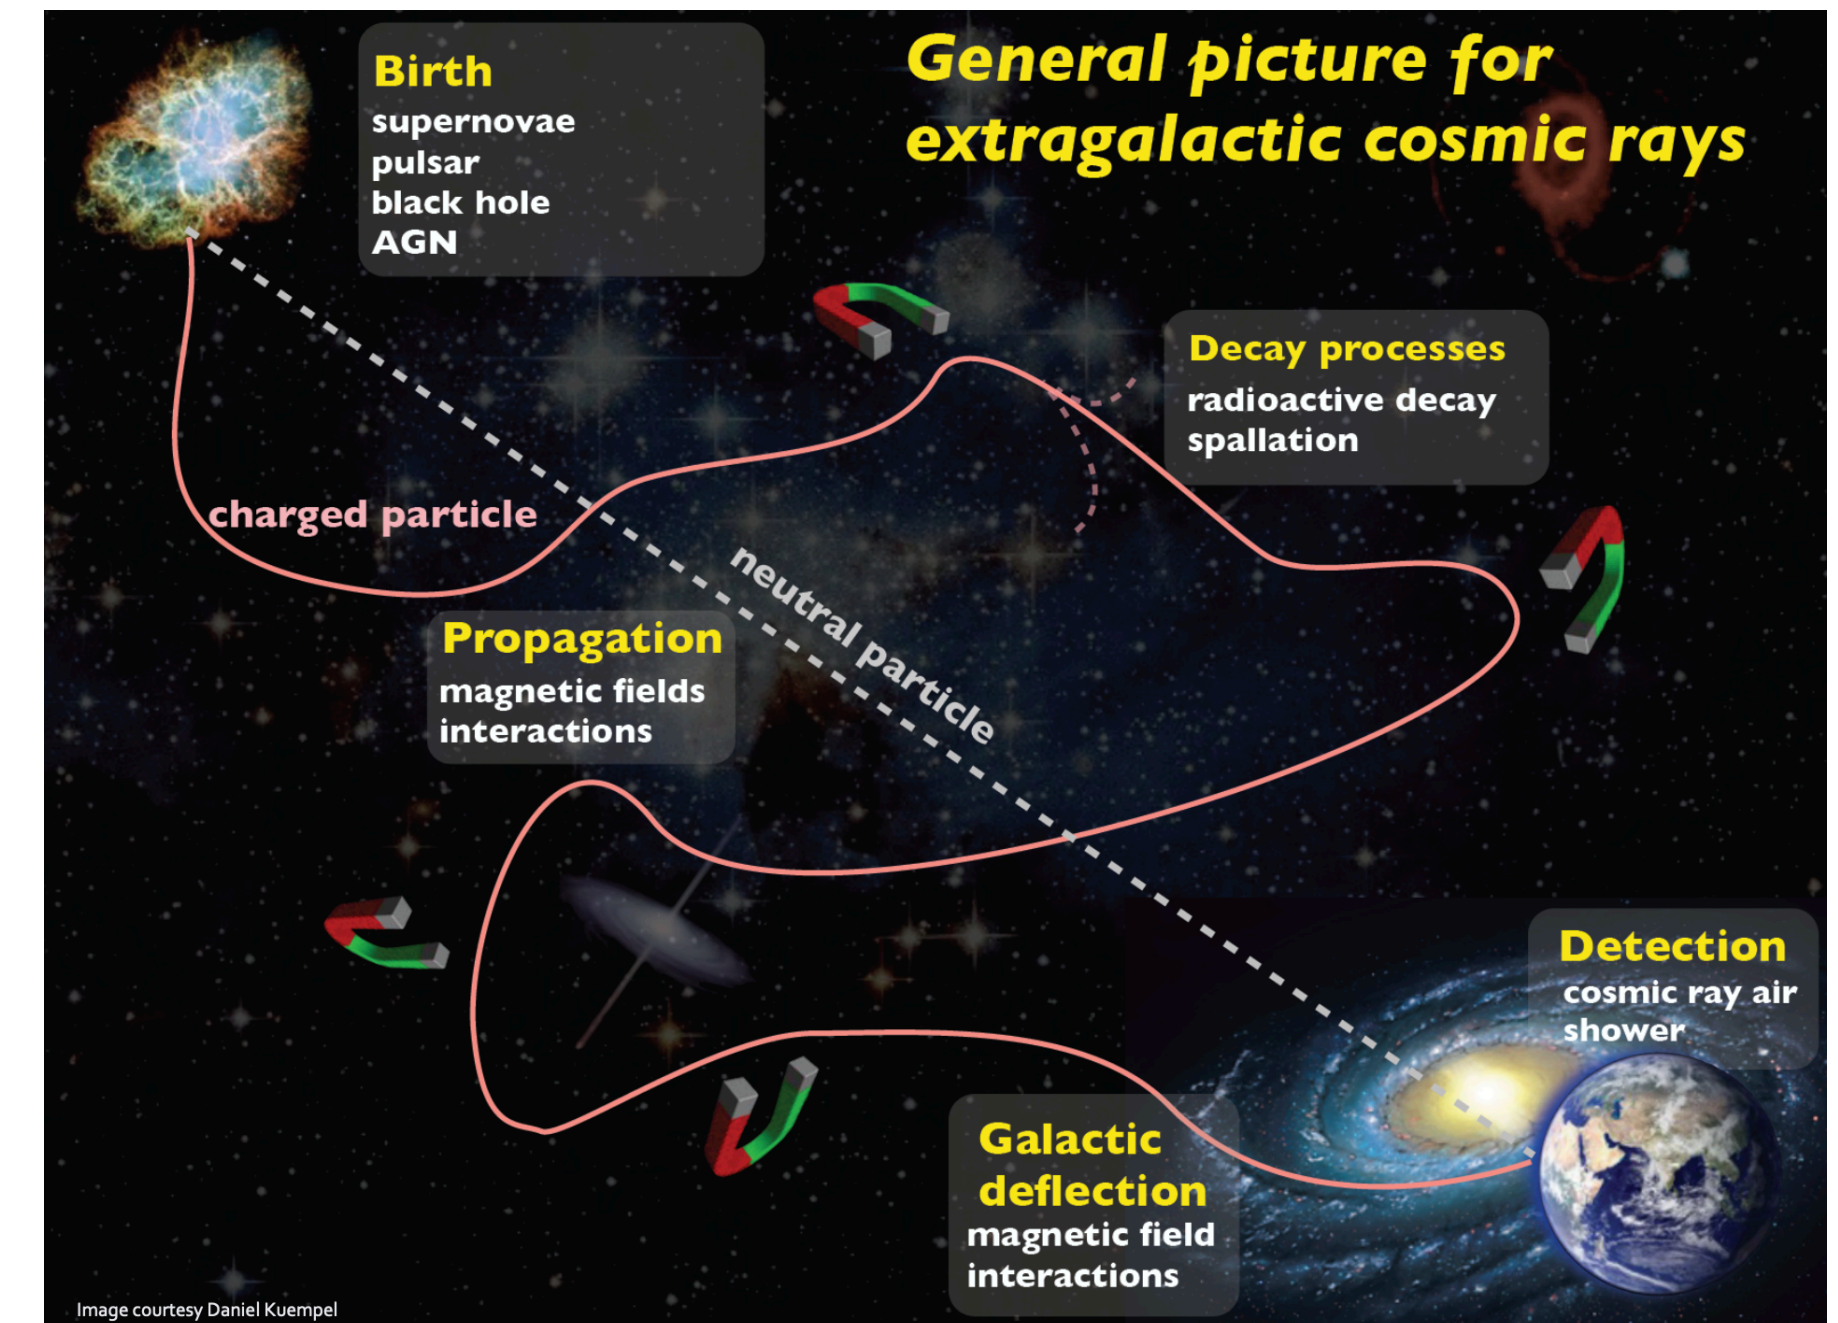 General picture for
extragalactic cosmic rays
Birth
supernovae
pulsar
black hole
AGN
Decay processes
radioactive decay
spallation
charged particle
neutral particle
Propagation
magnetic fields
interactions
Detection
cosmic ray air
shower
Galactic
deflection
magnetic field
interactions
Image courtesy Daniel Kuempel